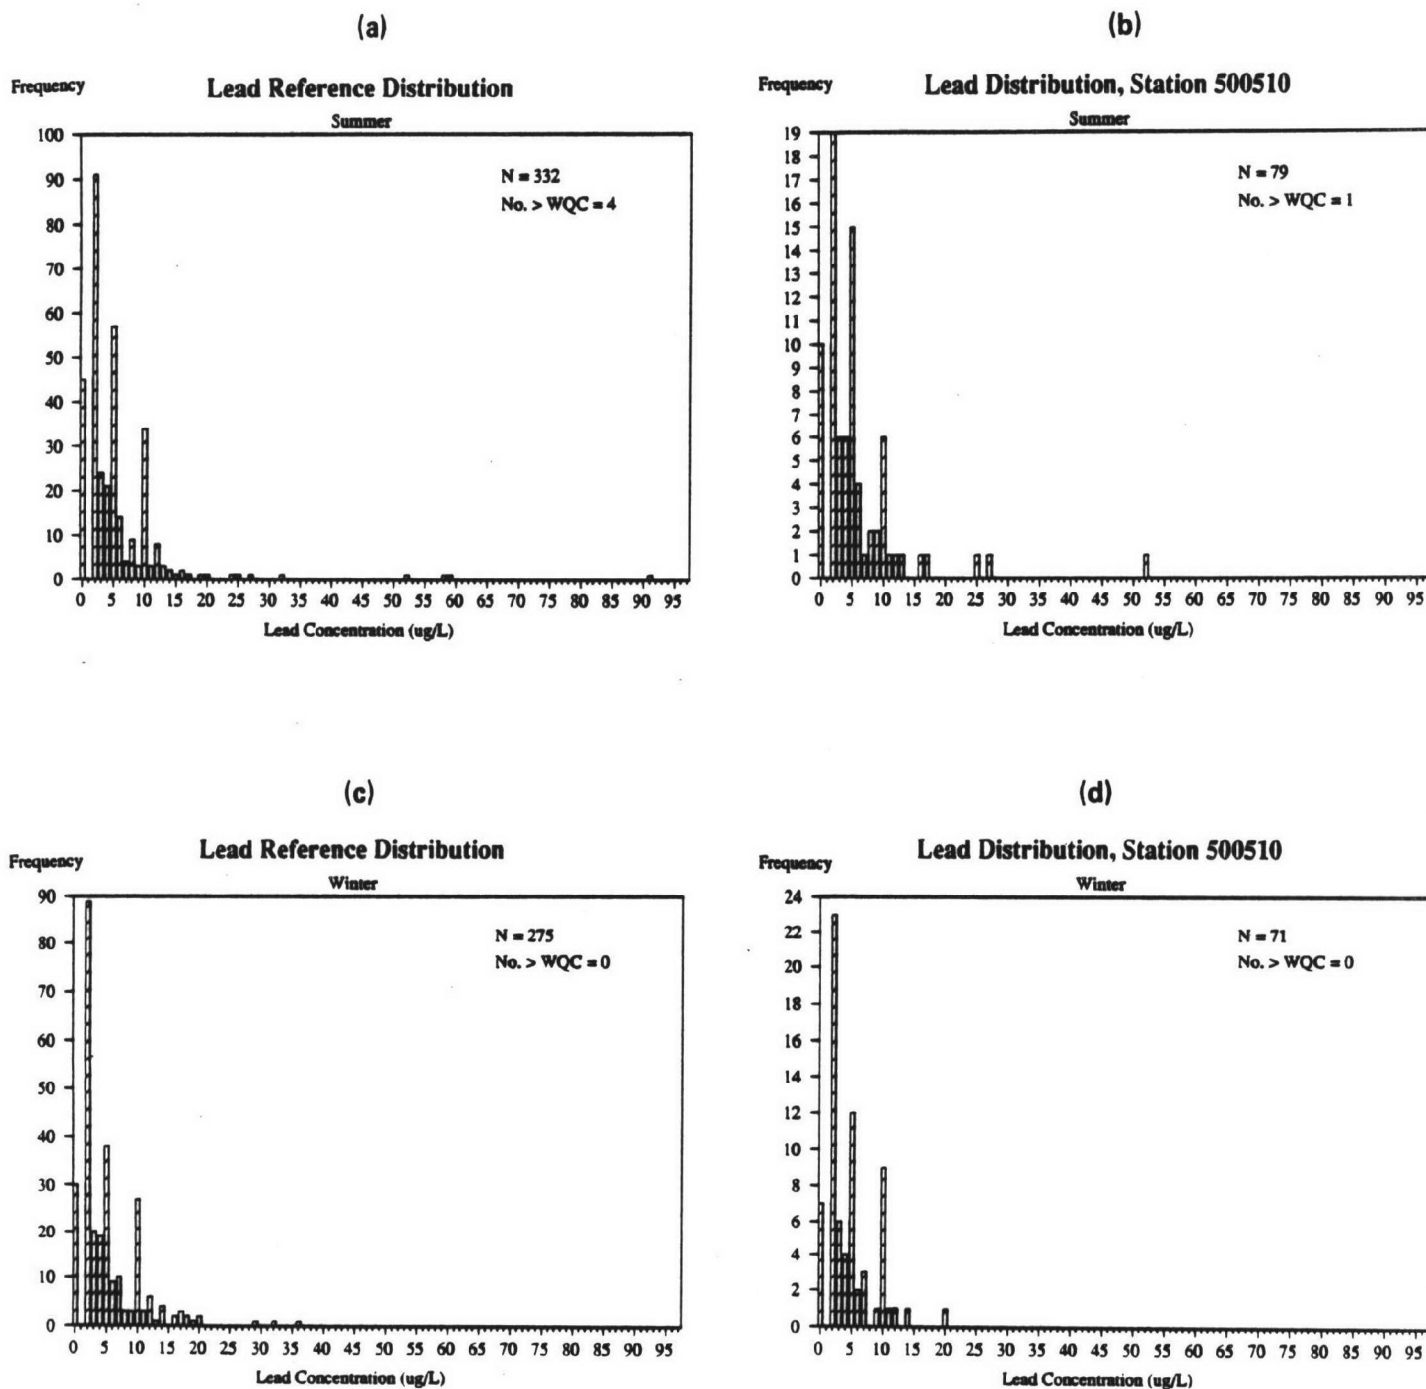 (a)
Frequency
Lead Reference Distribution
Summer
100
90
80
70
60
50
40
30
20
10
0
N = 332
No. > WQC = 4
0 5 10 15 20 25 30 35 40 45 50 55 60 65 70 75 80 85 90 95
Lead Concentration (ug/L)
(b)
Frequency
Lead Distribution, Station 500510
Summer
19
18
17
16
15
14
13
12
11
10
9
8
7
6
5
4
3
2
1
0
N = 79
No. > WQC = 1
0 5 10 15 20 25 30 35 40 45 50 55 60 65 70 75 80 85 90 95
Lead Concentration (ug/L)
(c)
Frequency
Lead Reference Distribution
Winter
90
80
70
60
50
40
30
20
10
0
N = 275
No. > WQC = 0
0 5 10 15 20 25 30 35 40 45 50 55 60 65 70 75 80 85 90 95
Lead Concentration (ug/L)
(d)
Frequency
Lead Distribution, Station 500510
Winter
24
22
20
18
16
14
12
10
8
6
4
2
0
N = 71
No. > WQC = 0
0 5 10 15 20 25 30 35 40 45 50 55 60 65 70 75 80 85 90 95
Lead Concentration (ug/L)